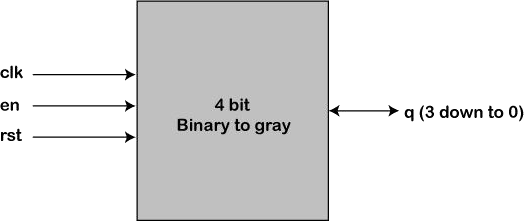 clk
en
rst
4 bit
Binary to gray
q (3 down to 0)